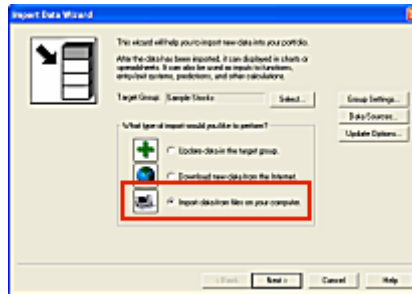 Import Data Wizard
This wizard will help you to import new data into your portfolio.
After the data has been imported, it can displayed in charts or
spreadsheets. It can also be used as inputs to functions,
entry/exit systems, predictions, and other calculations.
Target Group: Sample Stocks
Select...
Group Settings...
Data Sources...
Update Options...
What type of import would you like to perform?
Update data in the target group.
Download new data from the Internet.
Import data from files on your computer.
< Back
Next >
Cancel
Help